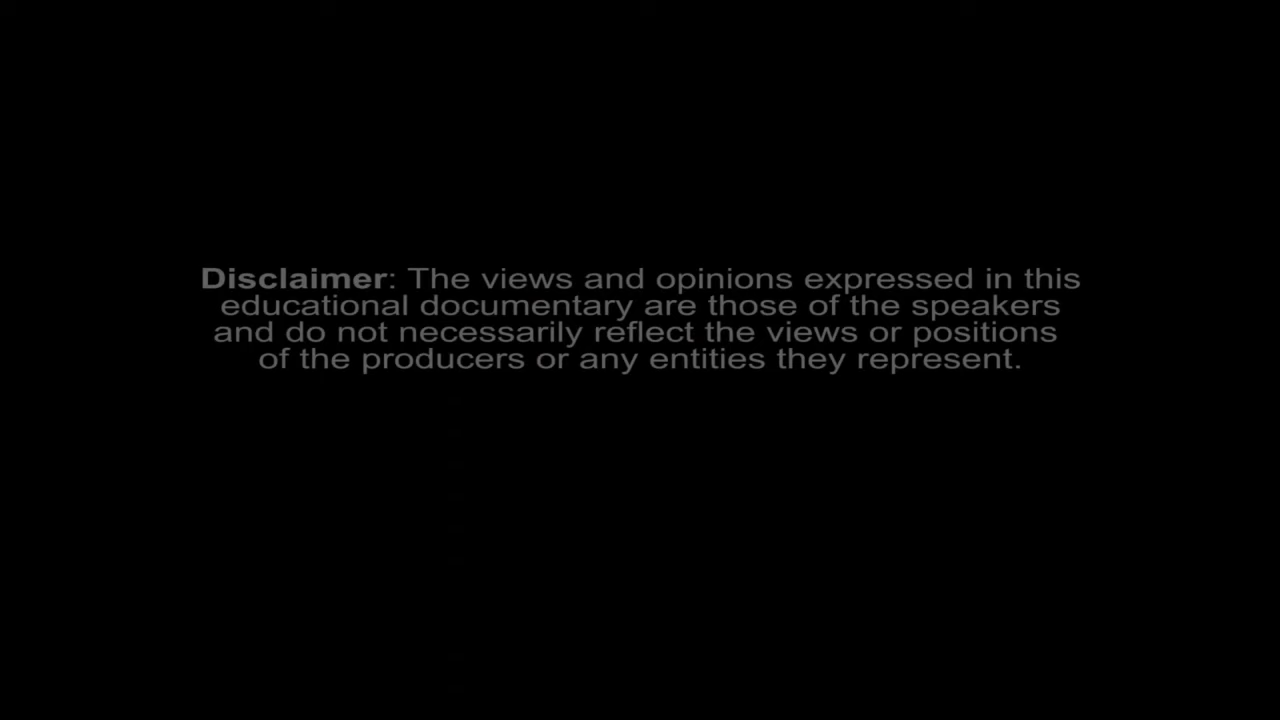 Disclaimer: The views and opinions expressed in this
educational documentary are those of the speakers
and do not necessarily reflect the views or positions
of the producers or any entities they represent.